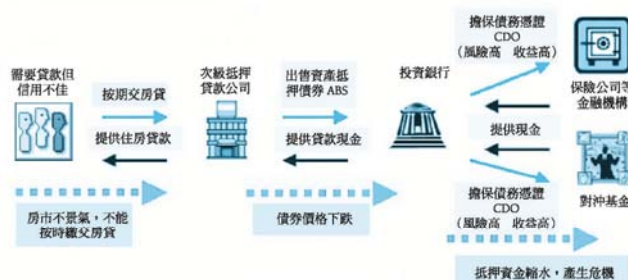 需要貸款但
信用不佳
按期交房貸
提供住房貸款
次級抵押
貸款公司
出售資產抵
押債券 ABS
提供貸款現金
投資銀行
擔保債務憑證
CDO
(風險高 收益高)
保險公司等
金融機構
提供現金
擔保債務憑證
CDO
(風險高 收益高)
對沖基金
房市不景氣,不能
按時繳交房貸
債券價格下跌
抵押資金縮水,產生危機